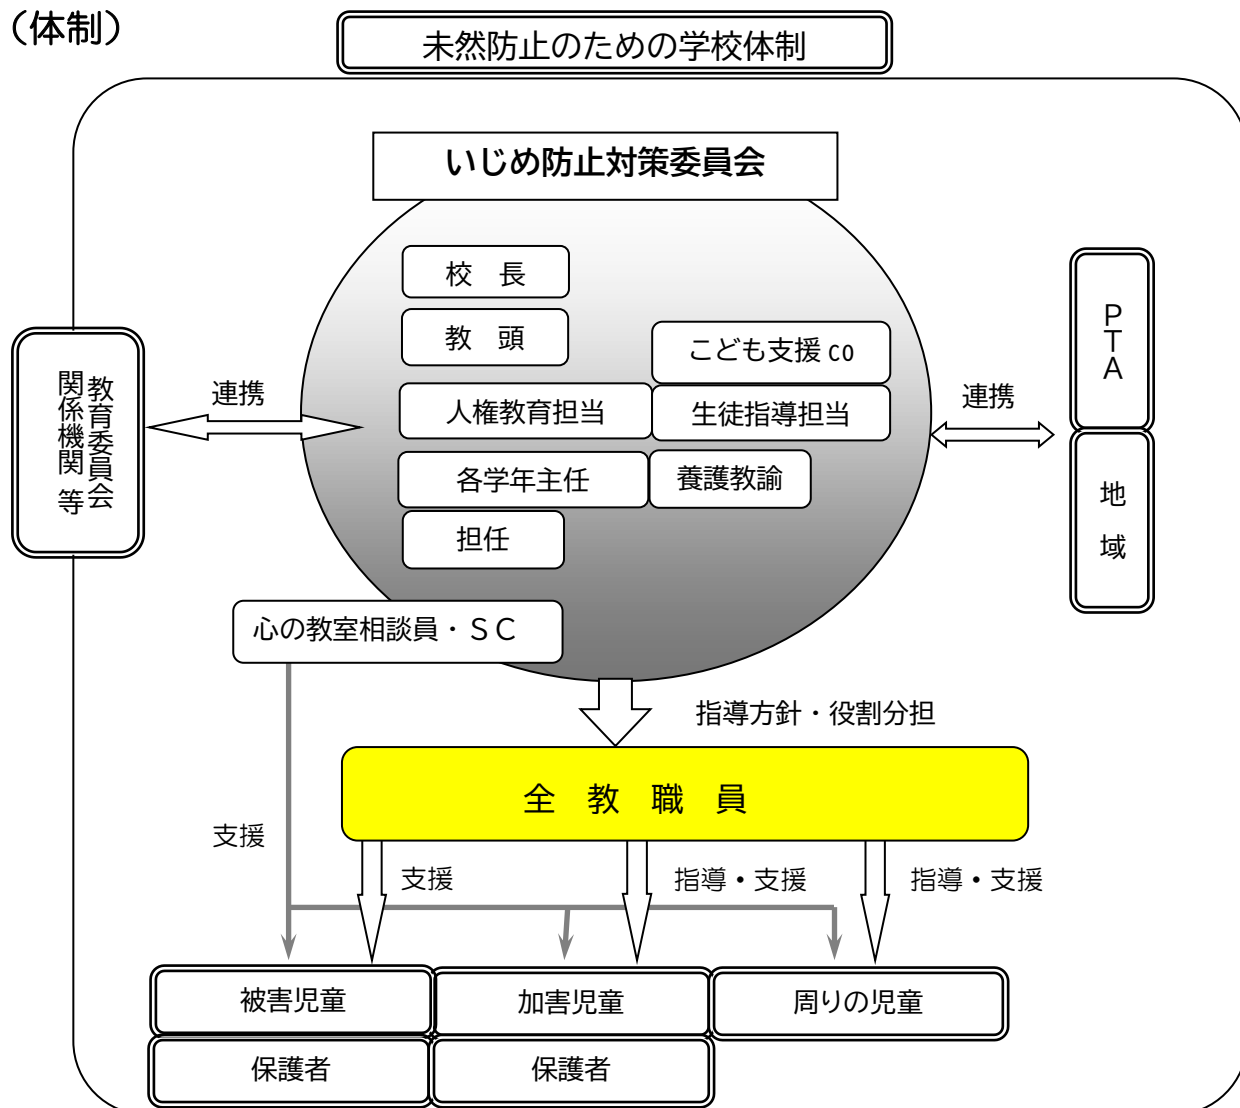 （体制）
未然防止のための学校体制
いじめ防止対策委員会
校　長
教　頭
こども支援 CO
人権教育担当
生徒指導担当
各学年主任
養護教諭
担任
心の教室相談員・ＳＣ
教育委員会
関係機関 等
連携
連携
ＰＴＡ
地　域
指導方針・役割分担
全　教　職　員
支援
支援
指導・支援
指導・支援
被害児童
加害児童
周りの児童
保護者
保護者